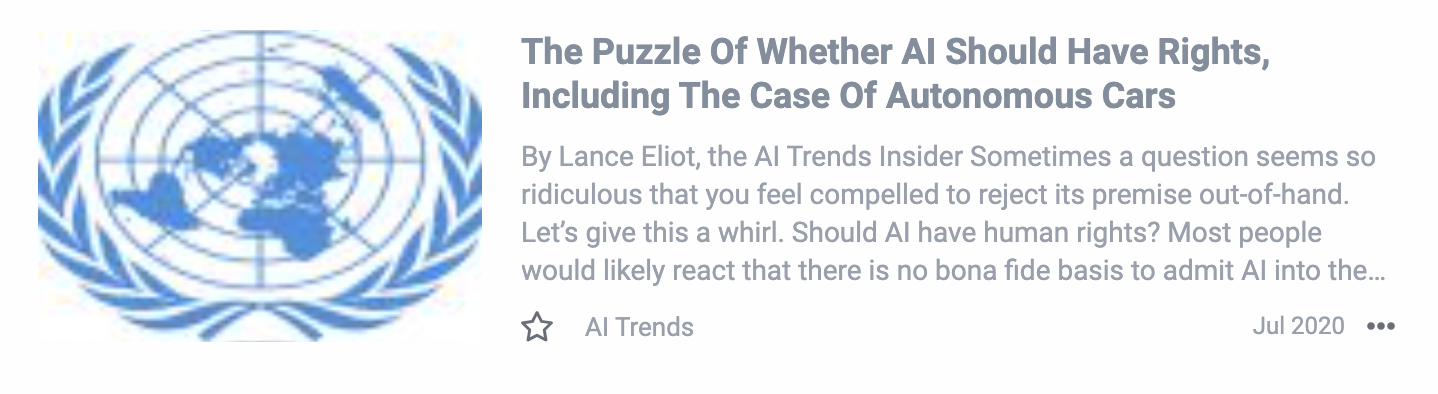 The Puzzle Of Whether AI Should Have Rights,
Including The Case Of Autonomous Cars
By Lance Eliot, the AI Trends Insider Sometimes a question seems so
ridiculous that you feel compelled to reject its premise out-of-hand.
Let’s give this a whirl. Should AI have human rights? Most people
would likely react that there is no bona fide basis to admit AI into the…
AI Trends
Jul 2020